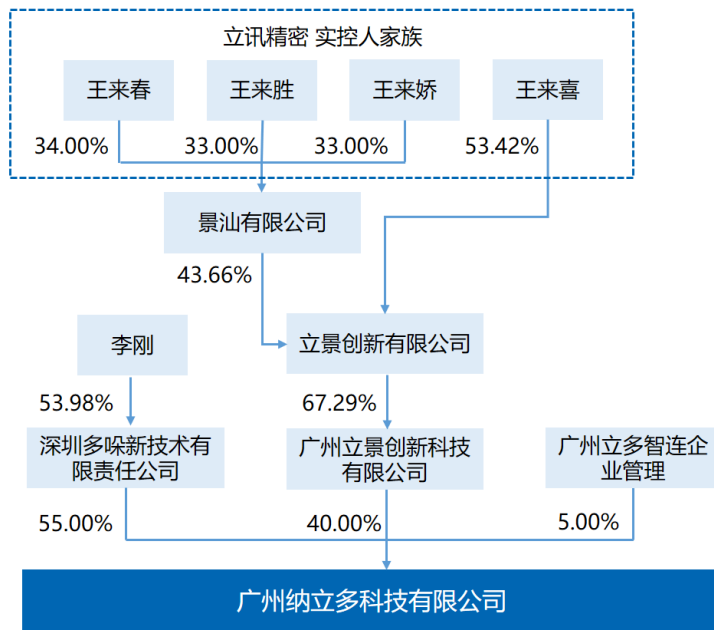 立讯精密 实控人家族
王来春
王来胜
王来娇
王来喜
34.00%
33.00%
33.00%
53.42%
景汕有限公司
43.66%
李刚
立景创新有限公司
53.98%
67.29%
深圳多哚新技术有
限责任公司
广州立景创新科技
有限公司
广州立多智连企
业管理
55.00%
40.00%
5.00%
广州纳立多科技有限公司